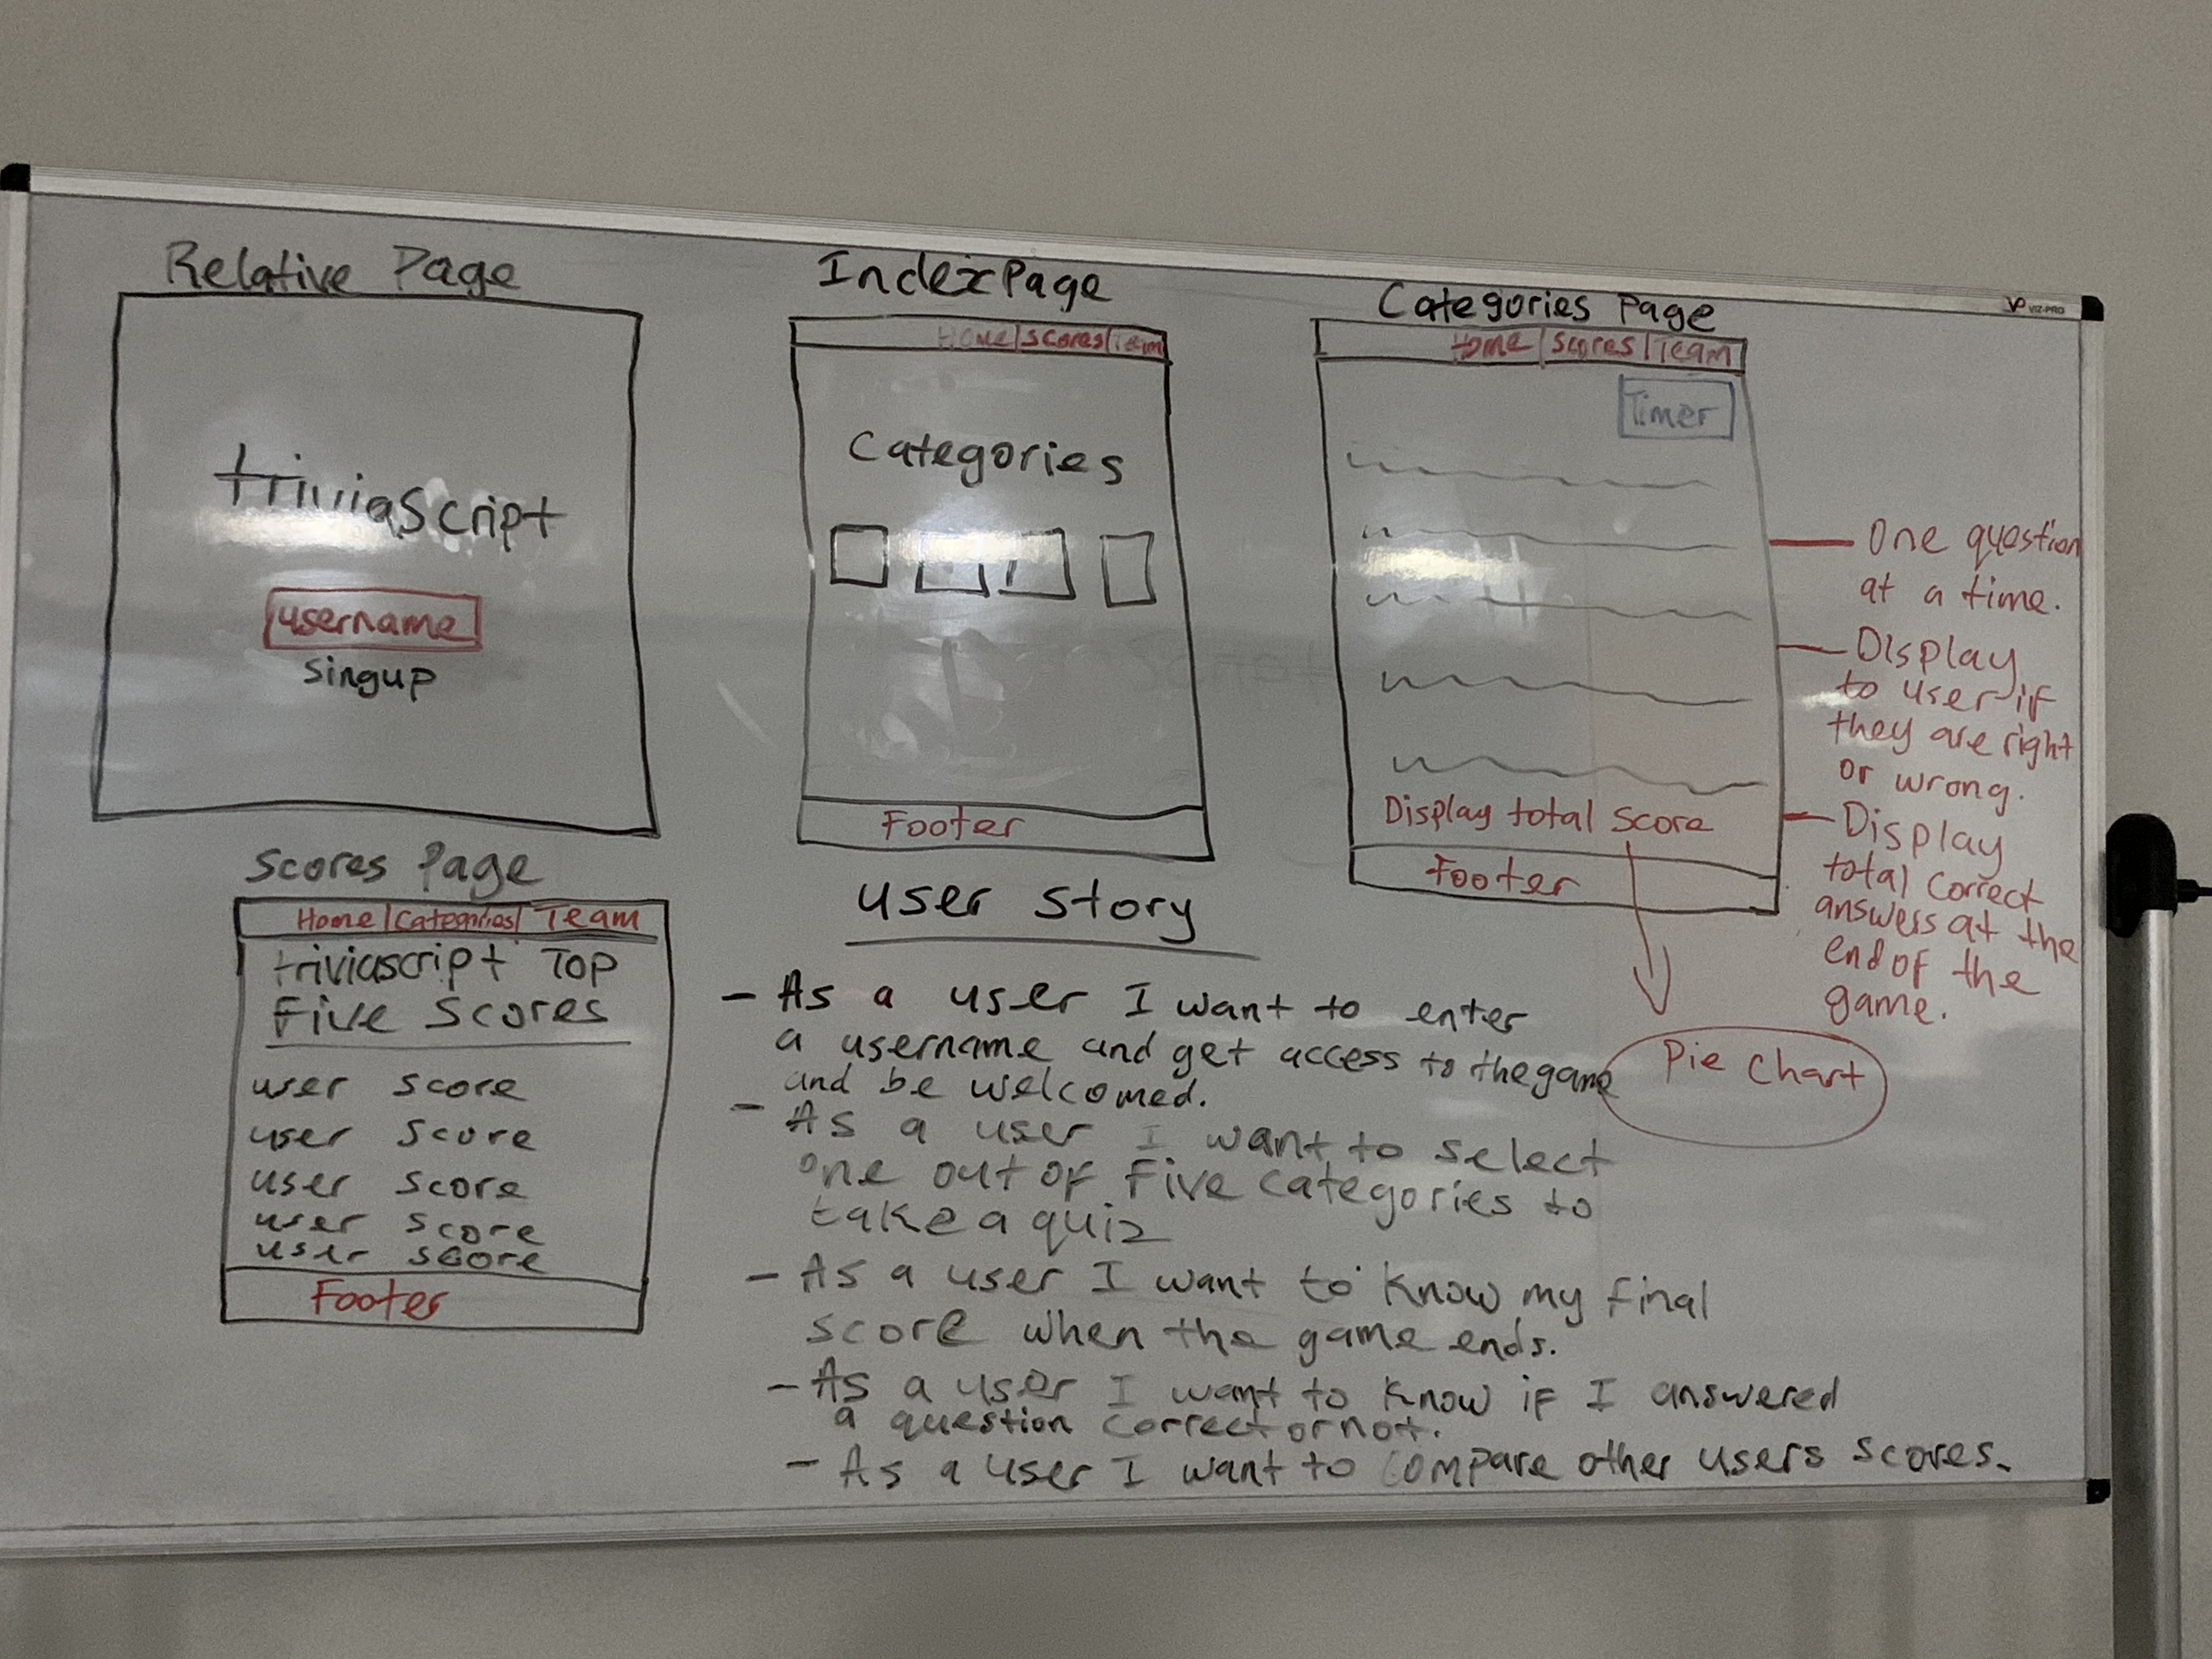 Relative Page
triviaScript
username
singup
Index Page
Home | Scores | Team
Categories
Footer
Categories Page
Home | Scores | Team
Timer
Display total score
Footer
Pie Chart
One question
at a time.
Display
to user if
they are right
or wrong.
Display
total correct
answers at the
end of the
game.
VP VIZ-PRO
Scores Page
Home | Categories | Team
triviascript Top
Five Scores
user score
user score
user score
user score
user score
Footer
user story
- As a user I want to enter
a username and get access to the game
and be welcomed.
- As a user I want to select
one out of Five categories to
take a quiz
- As a user I want to know my final
score when the game ends.
- As a user I want to know if I answered
a question correct or not.
- As a user I want to compare other users scores.